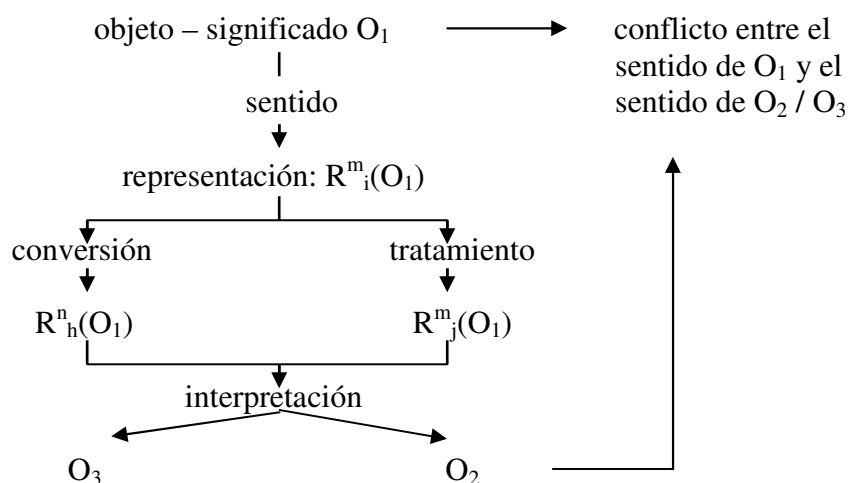 objeto – significado O₁
conflicto entre el
sentido de O₁ y el
sentido de O₂ / O₃
sentido
representación: Rᵐᵢ(O₁)
conversión
tratamiento
Rⁿₕ(O₁)
Rᵐⱼ(O₁)
interpretación
O₃
O₂